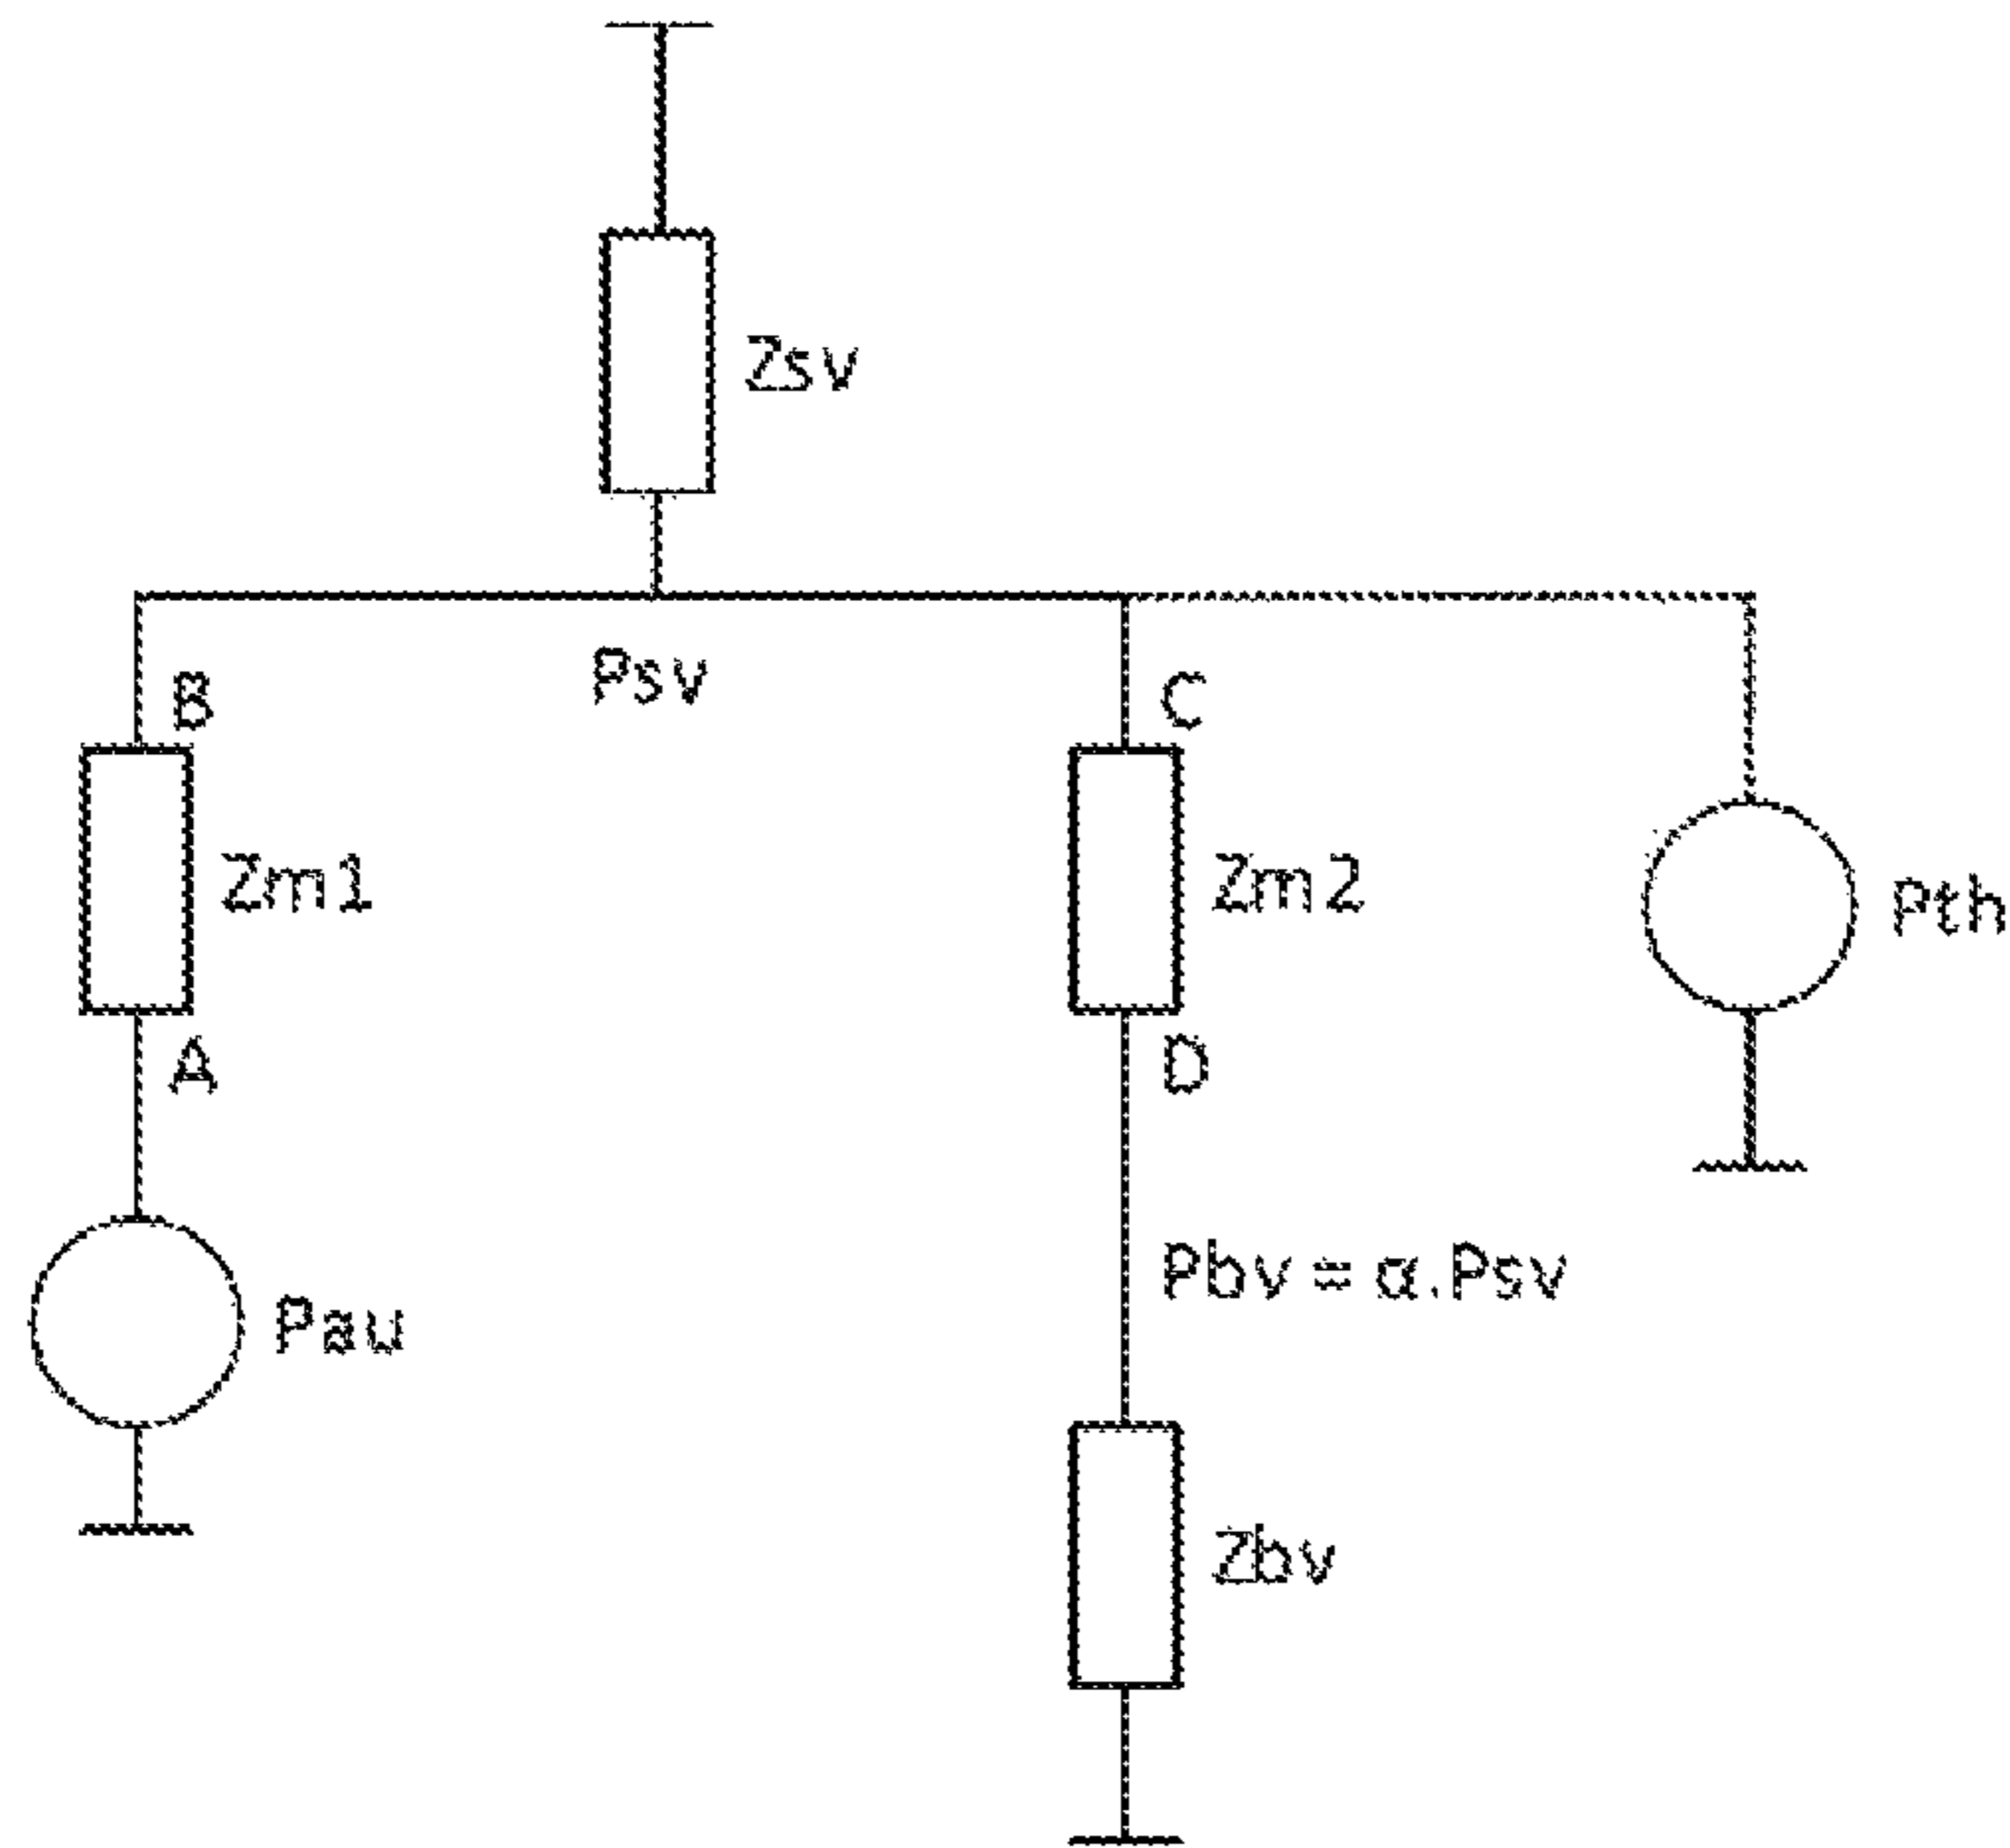 Zsv
Psv
B
C
Zm1
Zm2
Pth
A
D
Pbv = α.Psv
Pau
Zbv